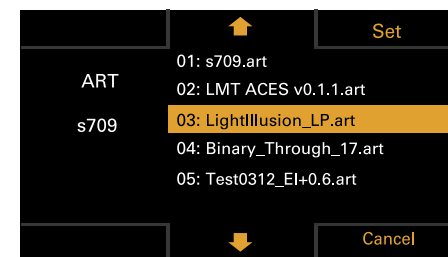 Set
01: s709.art
ART
02: LMT ACES v0.1.1.art
s709
03: LightIllusion_LP.art
04: Binary_Through_17.art
05: Test0312_EI+0.6.art
Cancel